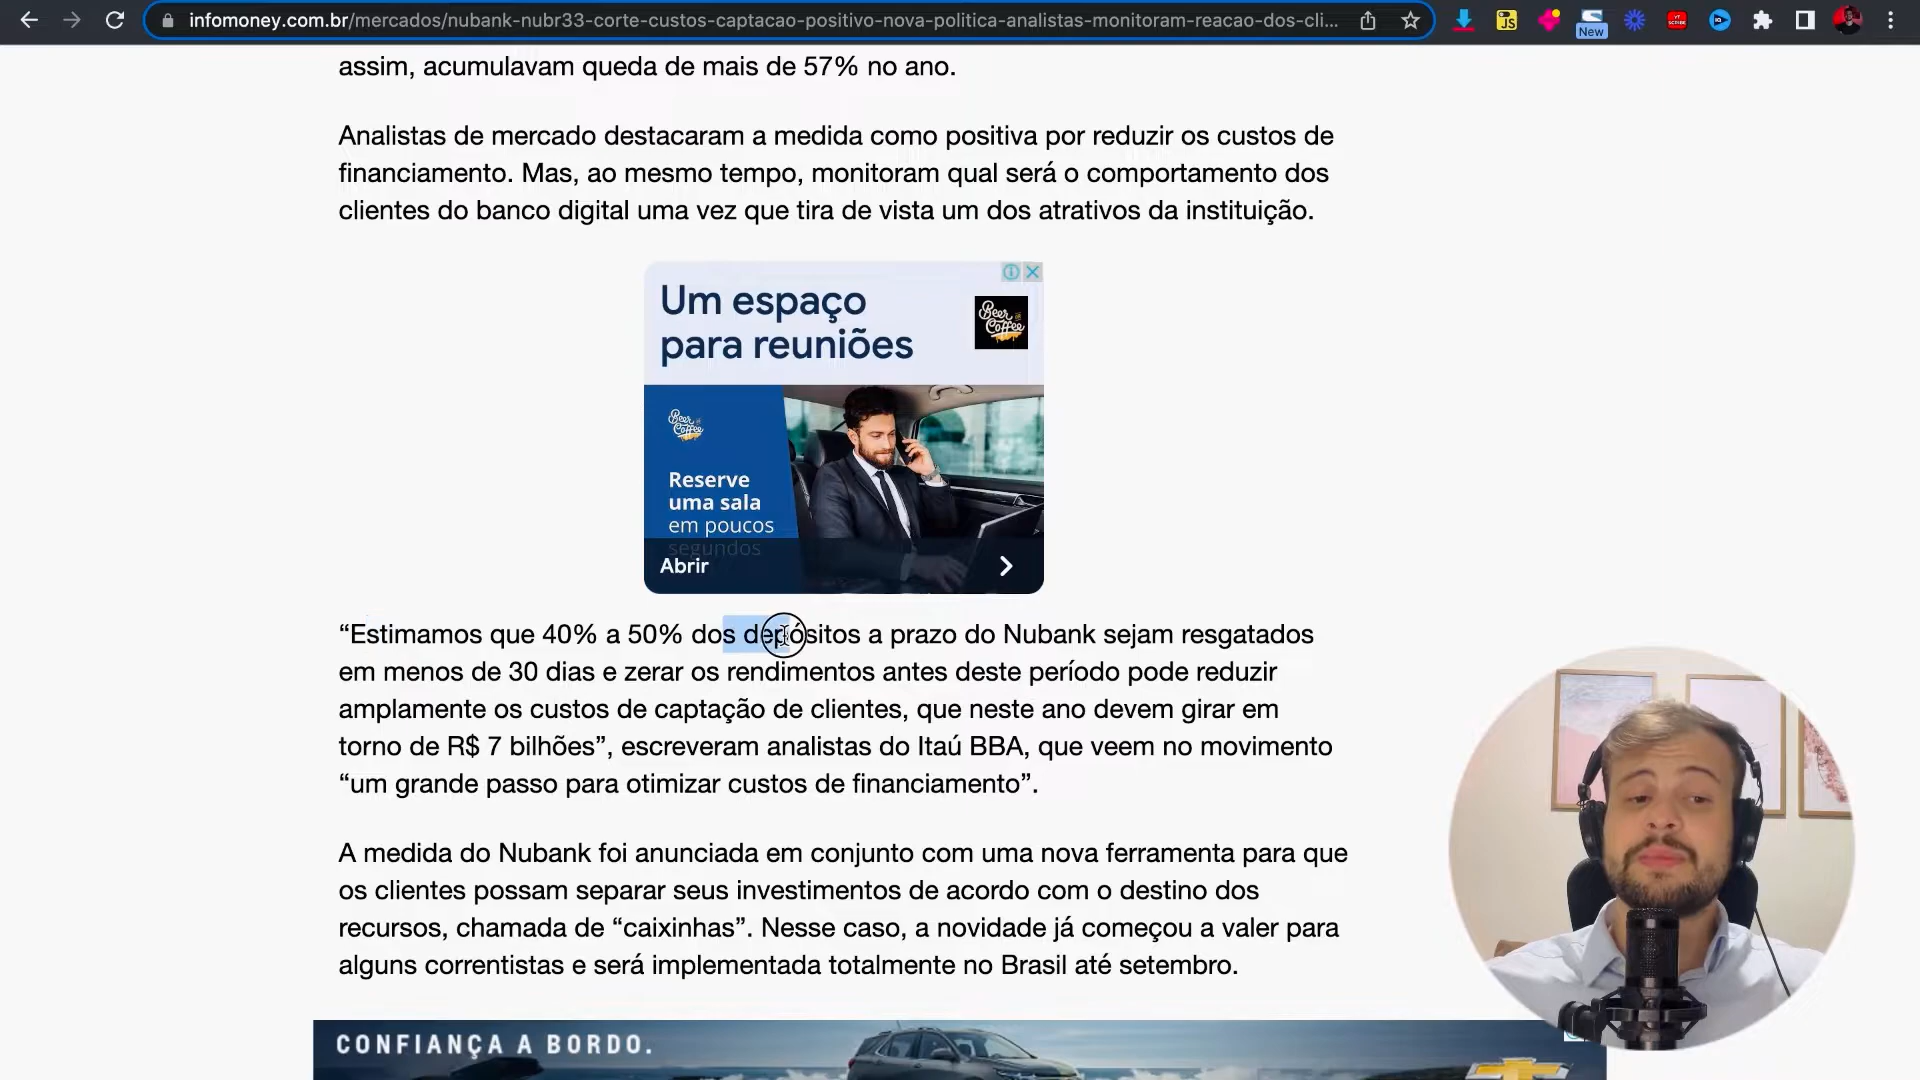 infomoney.com.br/mercados/nubank-nubr33-corte-custos-captacao-positivo-nova-politica-analistas-monitoram-reacao-dos-cli...
JS
New
assim, acumulavam queda de mais de 57% no ano.
Analistas de mercado destacaram a medida como positiva por reduzir os custos de
financiamento. Mas, ao mesmo tempo, monitoram qual será o comportamento dos
clientes do banco digital uma vez que tira de vista um dos atrativos da instituição.
Um espaço
para reuniões
Beer or Coffee
Beer or Coffee
Reserve
uma sala
em poucos
segundos
Abrir
“Estimamos que 40% a 50% dos depósitos a prazo do Nubank sejam resgatados
em menos de 30 dias e zerar os rendimentos antes deste período pode reduzir
amplamente os custos de captação de clientes, que neste ano devem girar em
torno de R$ 7 bilhões”, escreveram analistas do Itaú BBA, que veem no movimento
“um grande passo para otimizar custos de financiamento”.
A medida do Nubank foi anunciada em conjunto com uma nova ferramenta para que
os clientes possam separar seus investimentos de acordo com o destino dos
recursos, chamada de “caixinhas”. Nesse caso, a novidade já começou a valer para
alguns correntistas e será implementada totalmente no Brasil até setembro.
CONFIANÇA A BORDO.